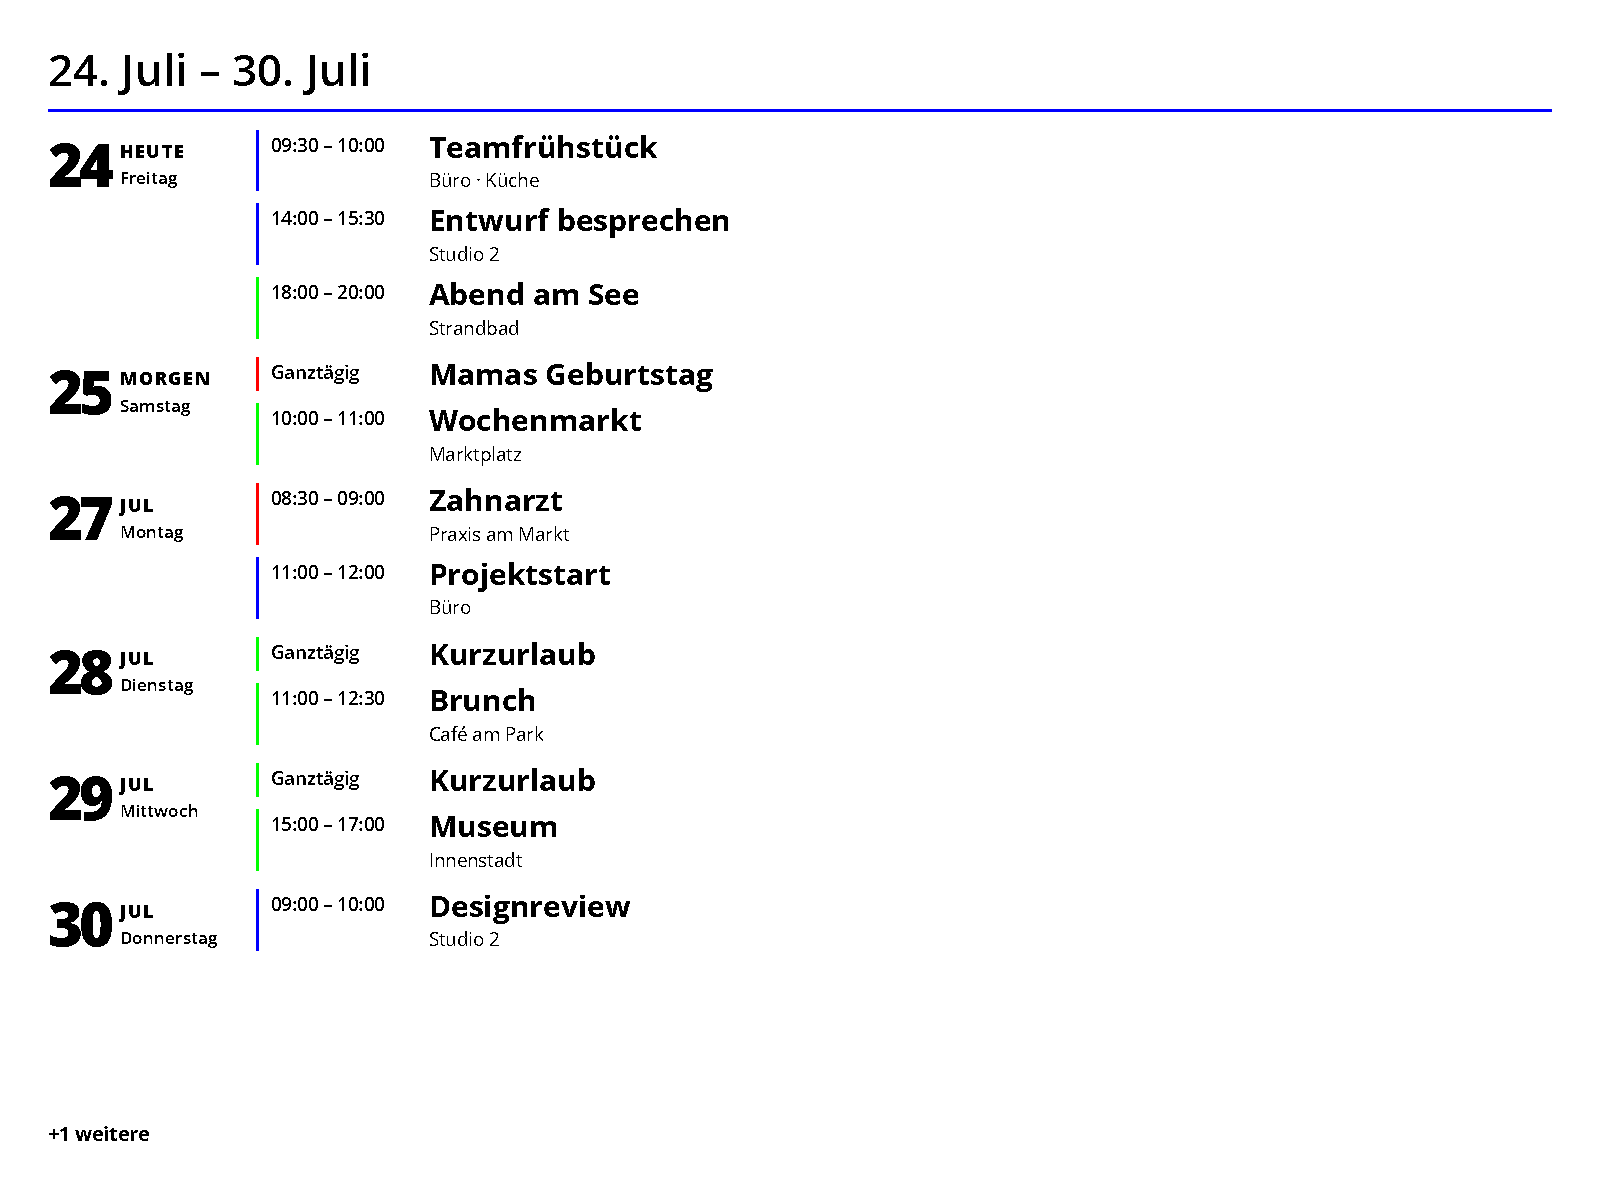 24. Juli – 30. Juli
24 HEUTE
Freitag
09:30 – 10:00 Teamfrühstück
Büro · Küche
14:00 – 15:30 Entwurf besprechen
Studio 2
18:00 – 20:00 Abend am See
Strandbad
25 MORGEN
Samstag
Ganztägig Mamas Geburtstag
10:00 – 11:00 Wochenmarkt
Marktplatz
27 JUL
Montag
08:30 – 09:00 Zahnarzt
Praxis am Markt
11:00 – 12:00 Projektstart
Büro
28 JUL
Dienstag
Ganztägig Kurzurlaub
11:00 – 12:30 Brunch
Café am Park
29 JUL
Mittwoch
Ganztägig Kurzurlaub
15:00 – 17:00 Museum
Innenstadt
30 JUL
Donnerstag
09:00 – 10:00 Designreview
Studio 2
+1 weitere